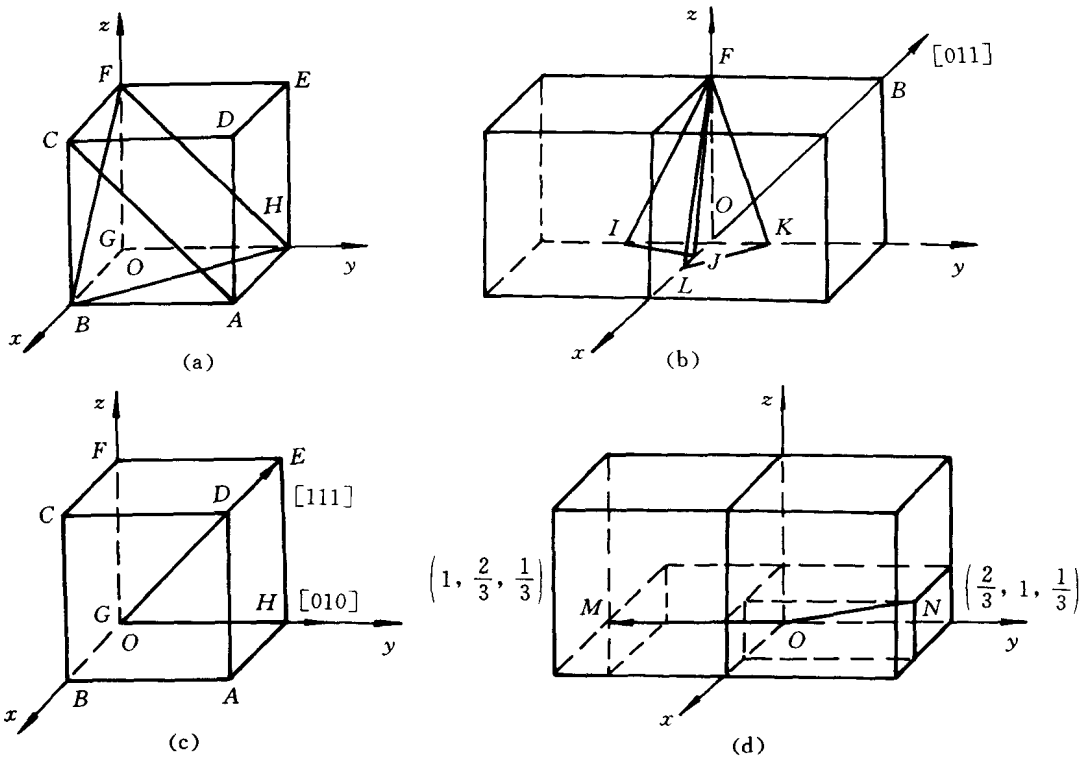 z
F
E
C
D
H
G
O
y
B
A
x
(a)
z
F
[011]
B
O
I
K
J
L
y
x
(b)
z
F
E
D
[111]
C
G
H
[010]
O
y
B
A
x
(c)
z
(1, 2/3, 1/3)
(2/3, 1, 1/3)
M
N
O
y
x
(d)